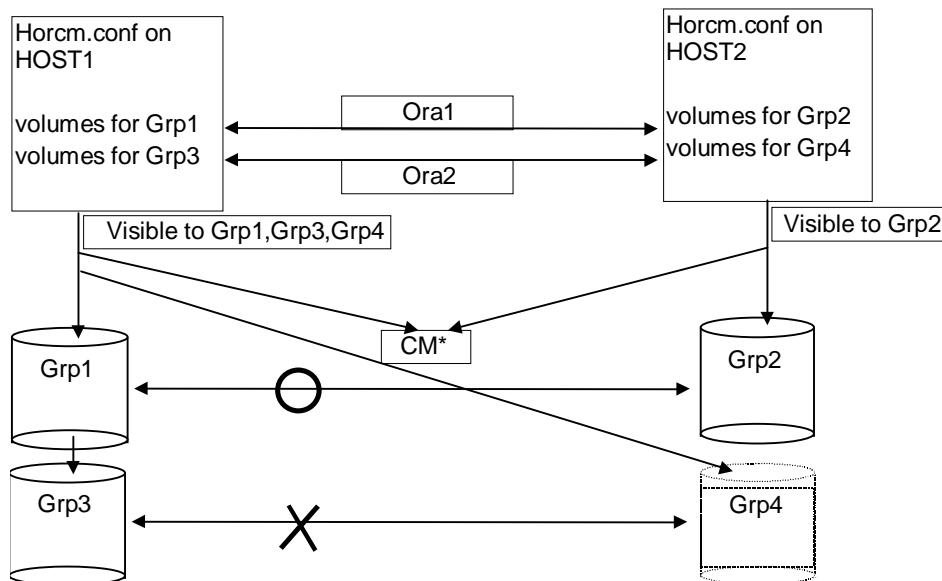 Horcm.conf on
HOST1
volumes for Grp1
volumes for Grp3
Ora1
Ora2
Horcm.conf on
HOST2
volumes for Grp2
volumes for Grp4
Visible to Grp1,Grp3,Grp4
Visible to Grp2
CM*
Grp1
Grp2
Grp3
Grp4